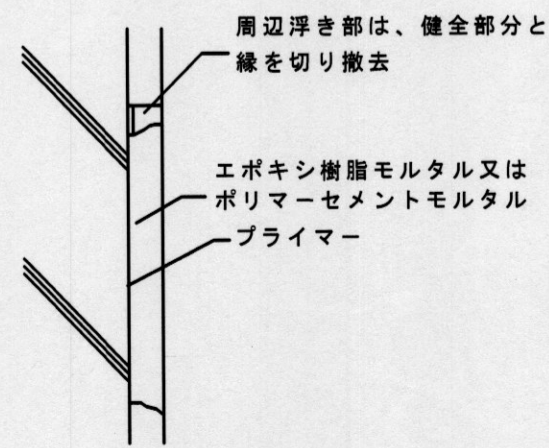 周辺浮き部は、健全部分と
縁を切り撤去
エポキシ樹脂モルタル又は
ポリマーセメントモルタル
プライマー